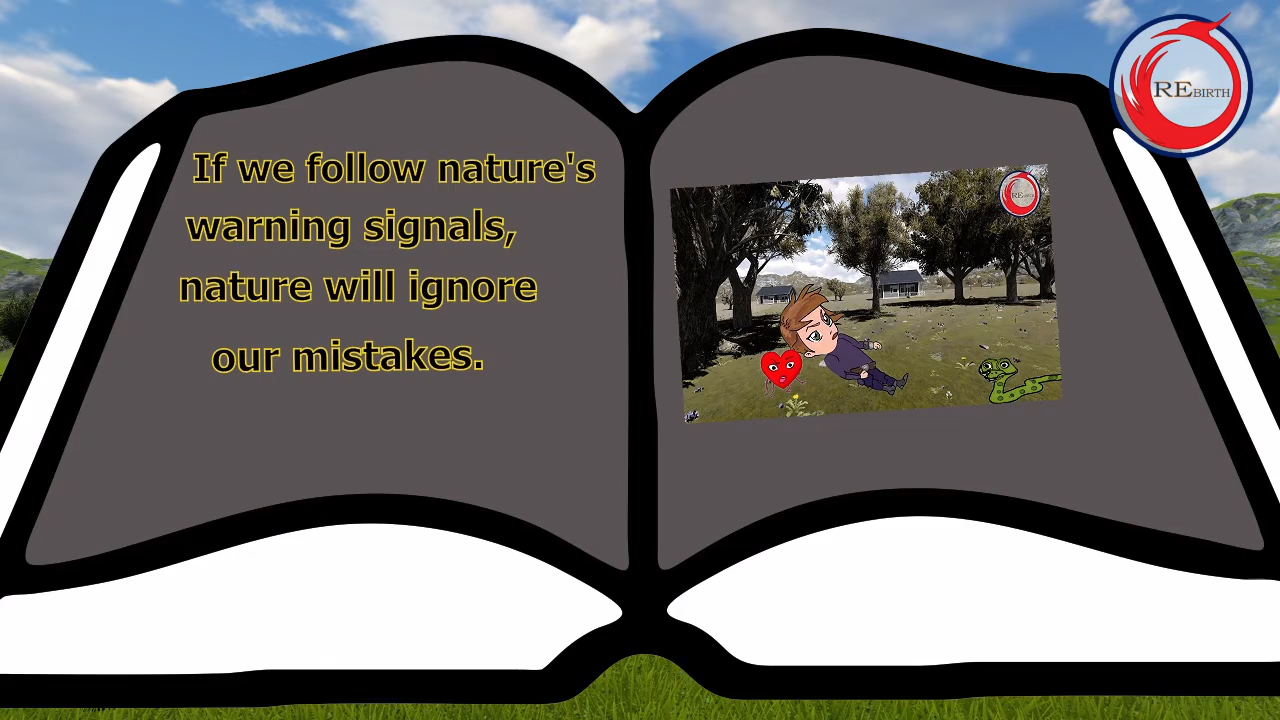 If we follow nature's
warning signals,
nature will ignore
our mistakes.
REBIRTH